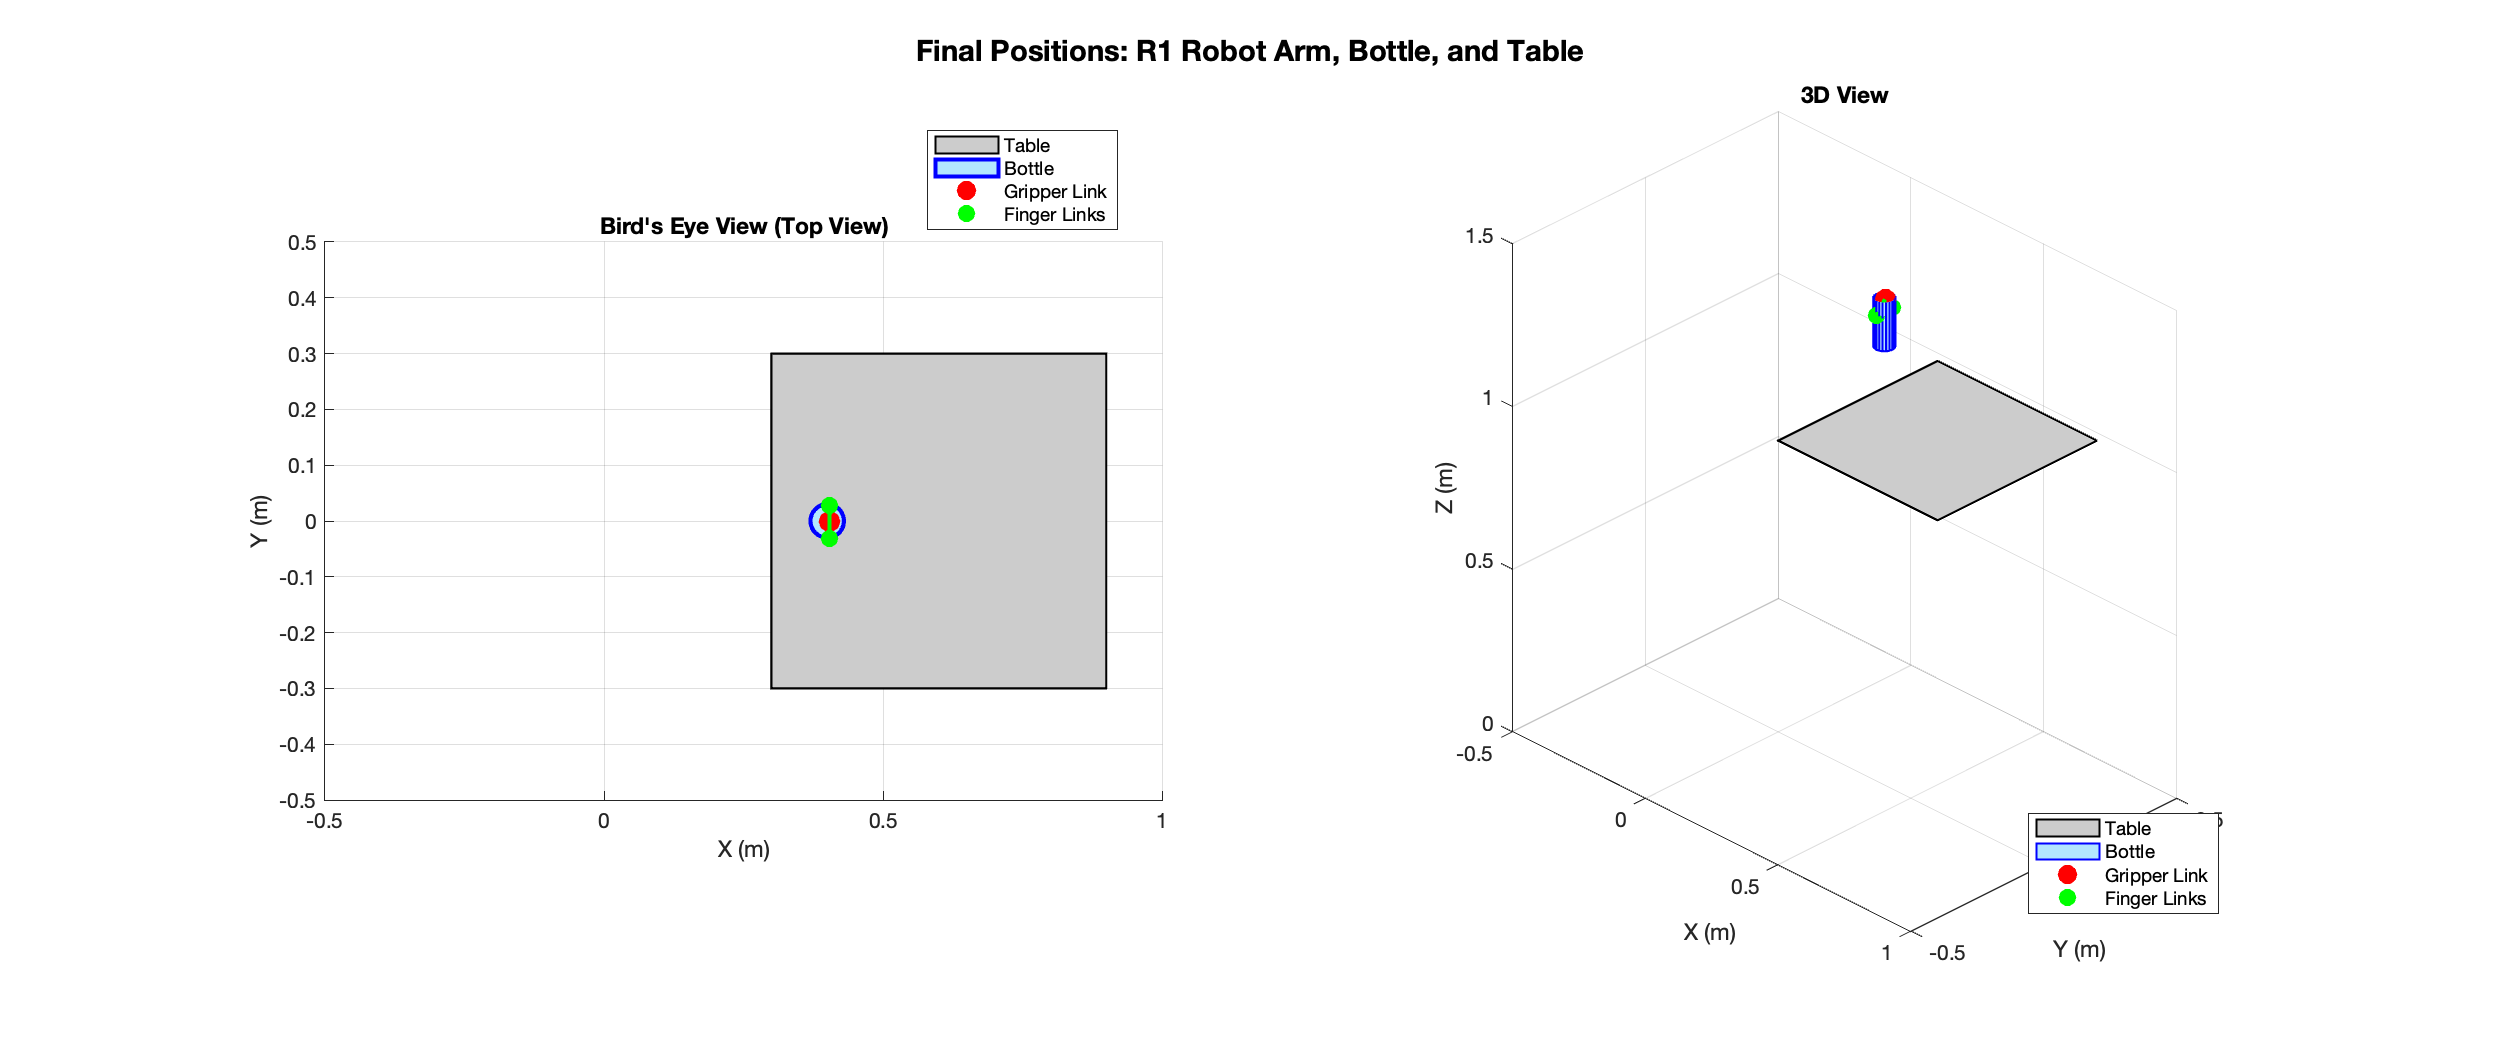 Final Positions: R1 Robot Arm, Bottle, and Table
Table
Bottle
Gripper Link
Finger Links
Bird's Eye View (Top View)
0.5
0.4
0.3
0.2
0.1
0
-0.1
-0.2
-0.3
-0.4
-0.5
Y (m)
-0.5
0
0.5
1
X (m)
3D View
1.5
1
0.5
0
Z (m)
-0.5
0
0.5
1
X (m)
-0.5
Y (m)
Table
Bottle
Gripper Link
Finger Links